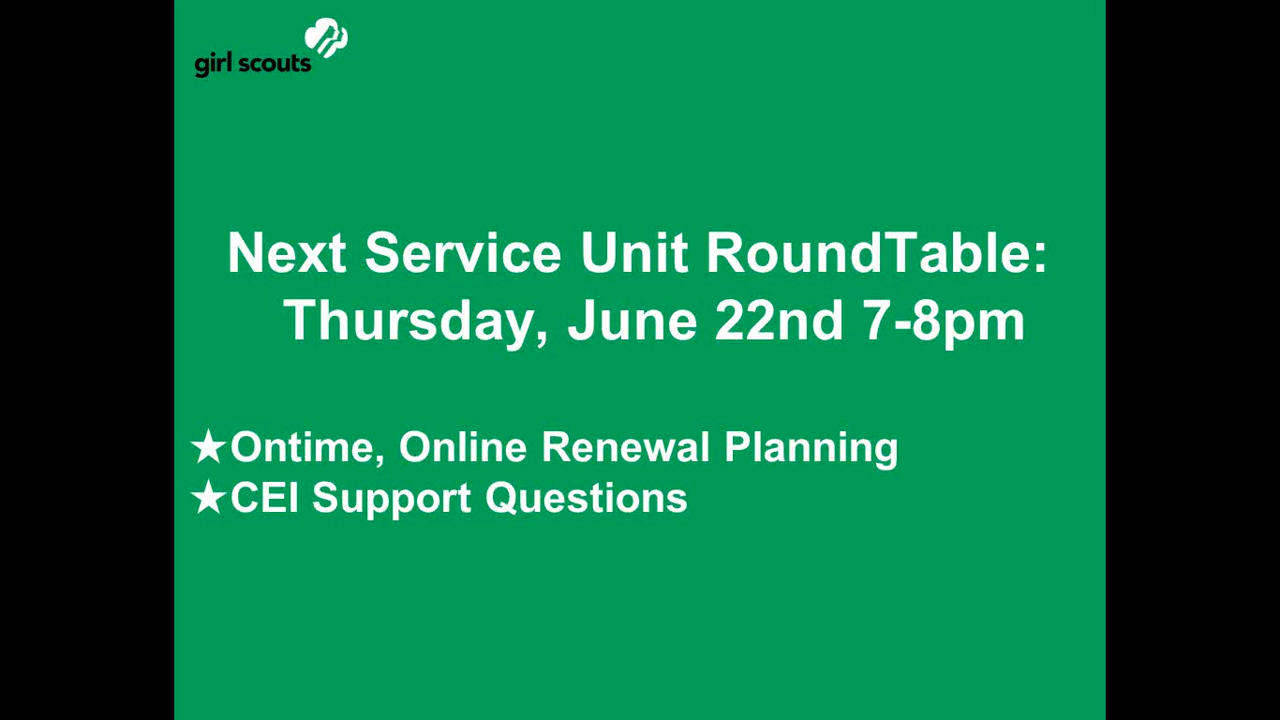 girl scouts
Next Service Unit RoundTable:
Thursday, June 22nd 7-8pm
★Ontime, Online Renewal Planning
★CEI Support Questions